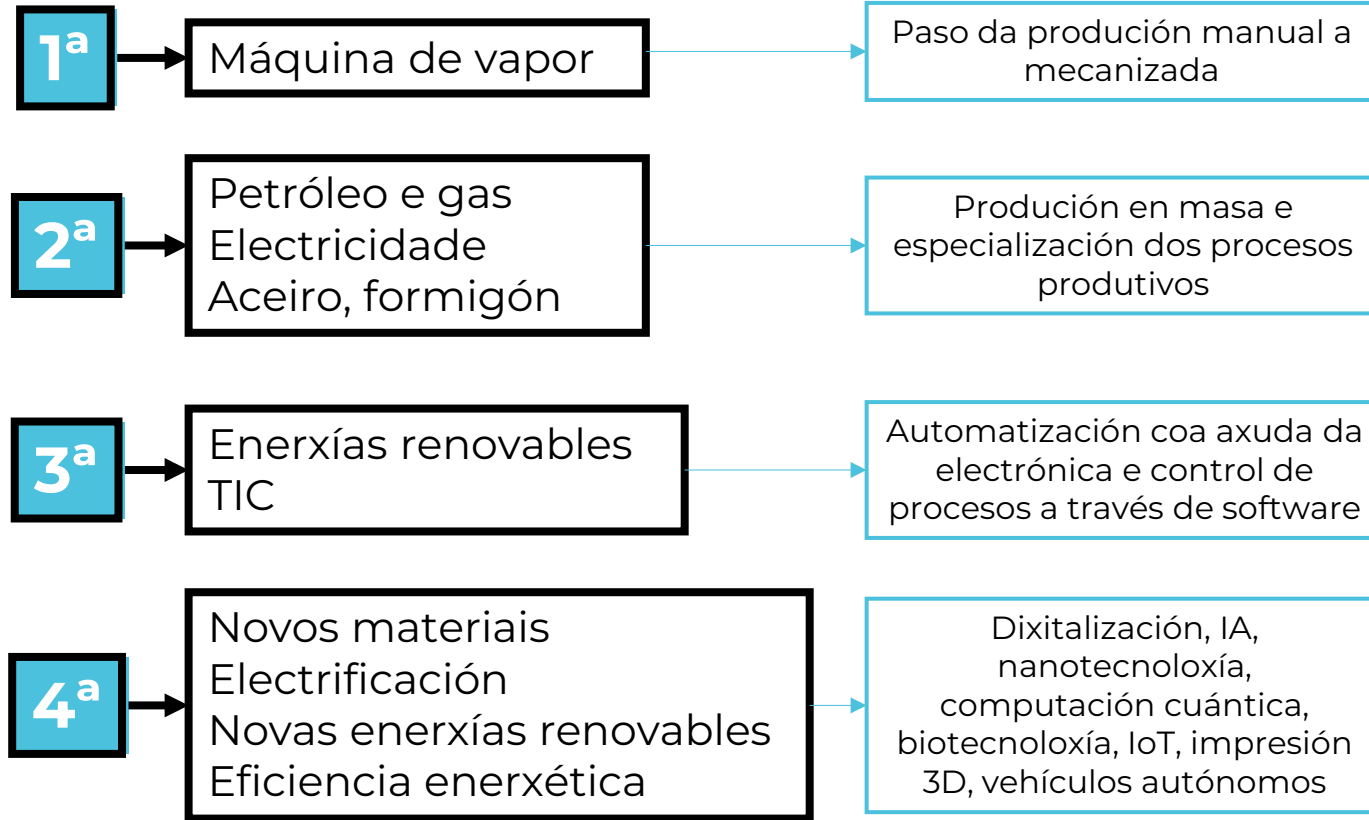 1ª
Máquina de vapor
Paso da produción manual a
mecanizada
2ª
Petróleo e gas
Electricidade
Aceiro, formigón
Produción en masa e
especialización dos procesos
produtivos
3ª
Enerxías renovables
TIC
Automatización coa axuda da
electrónica e control de
procesos a través de software
4ª
Novos materiais
Electrificación
Novas enerxías renovables
Eficiencia enerxética
Dixitalización, IA,
nanotecnoloxía,
computación cuántica,
biotecnoloxía, IoT, impresión
3D, vehículos autónomos